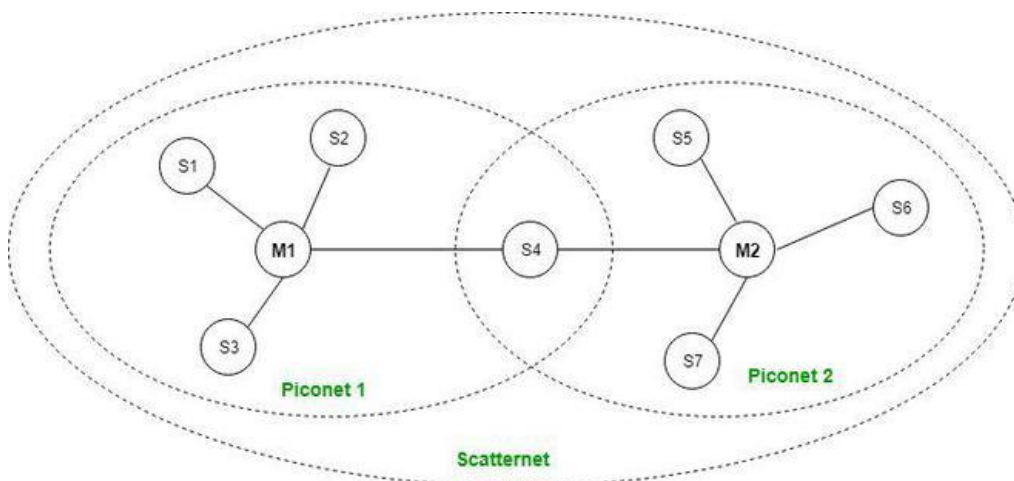 S1
S2
M1
S3
S4
S5
S6
M2
S7
Piconet 1
Piconet 2
Scatternet